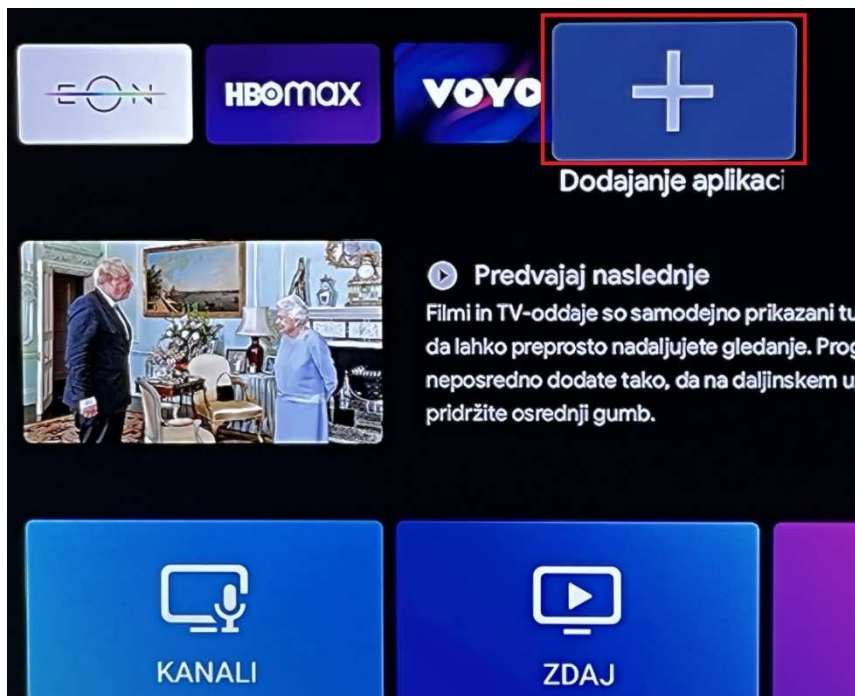 EON
HBOmax
VOYO
Dodajanje aplikaci
Predvajaj naslednje
Filmi in TV-oddaje so samodejno prikazani tu
da lahko preprosto nadaljujete gledanje. Prog
neposredno dodate tako, da na daljinskem u
pridržite osrednji gumb.
KANALI
ZDAJ